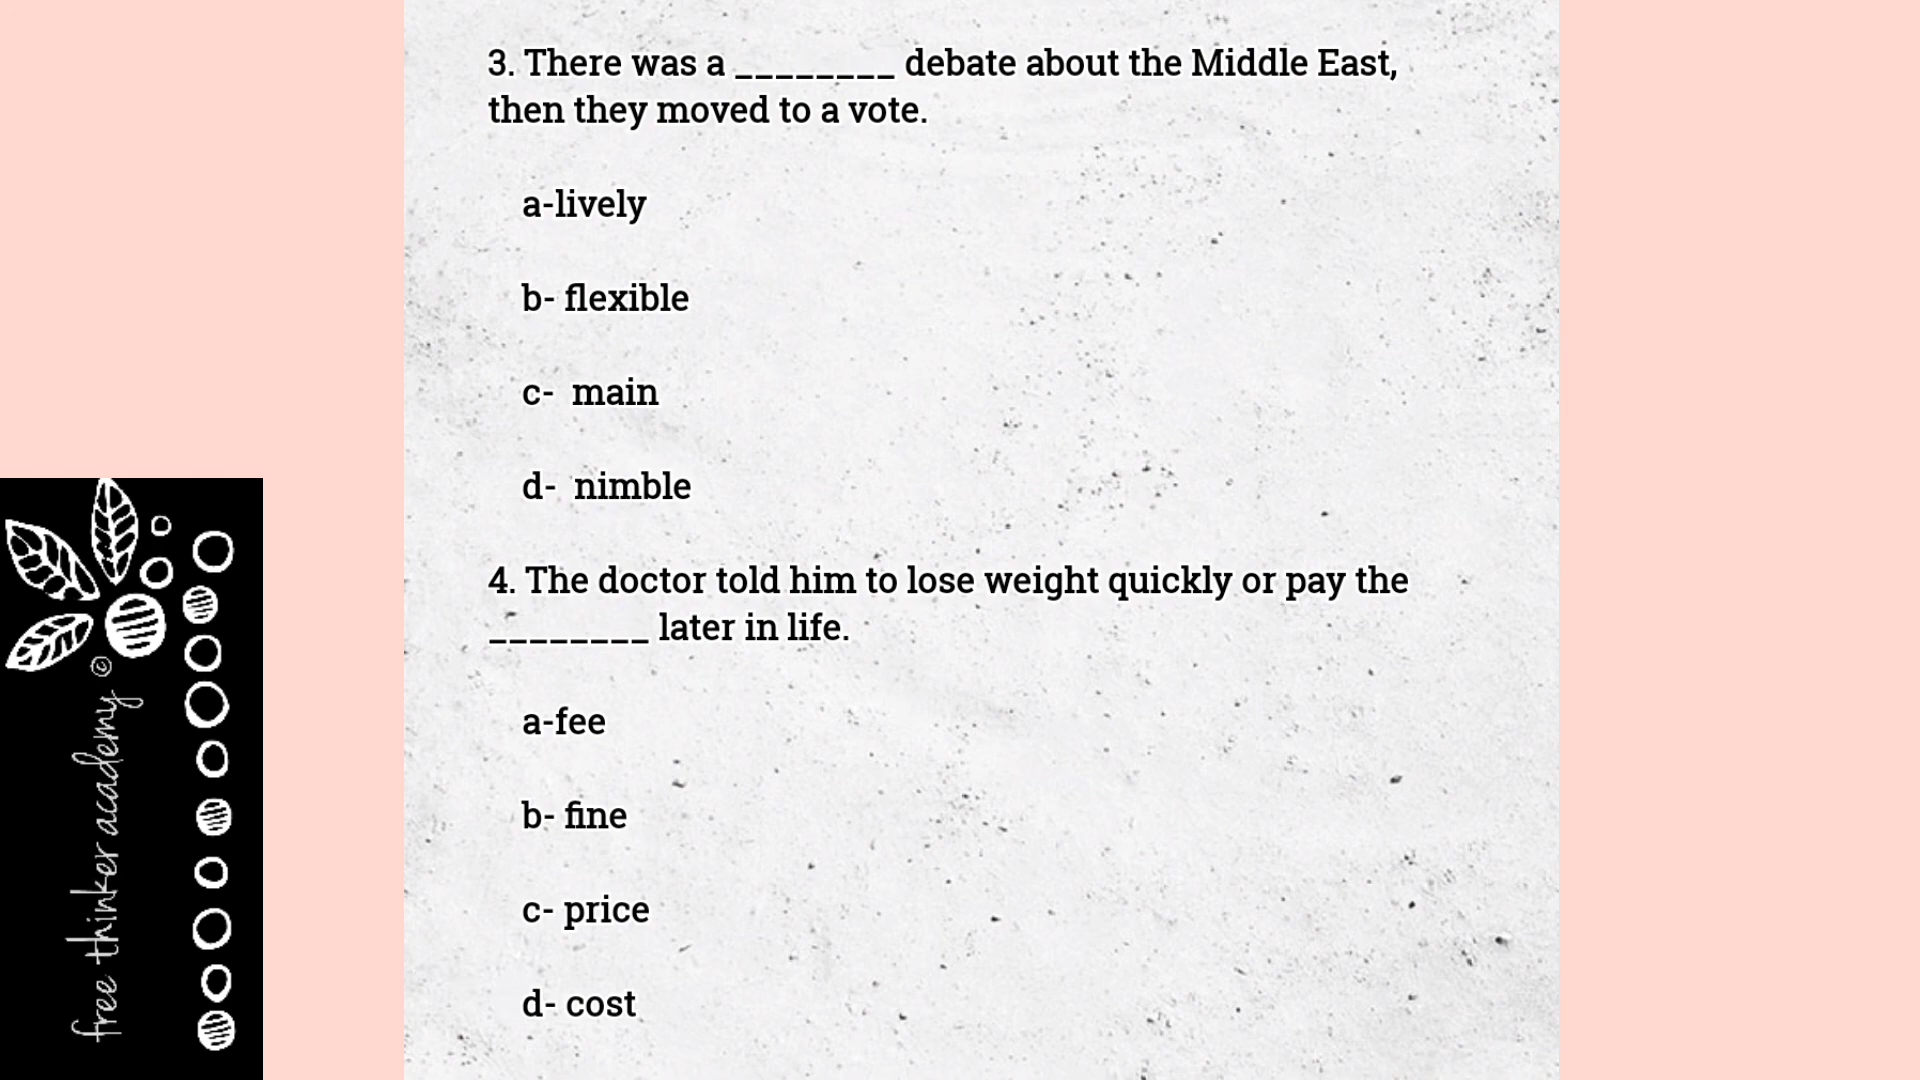 3. There was a ________ debate about the Middle East,
then they moved to a vote.
a-lively
b- flexible
c-  main
d-  nimble
4. The doctor told him to lose weight quickly or pay the
________ later in life.
a-fee
b- fine
c- price
d- cost
free thinker academy ©